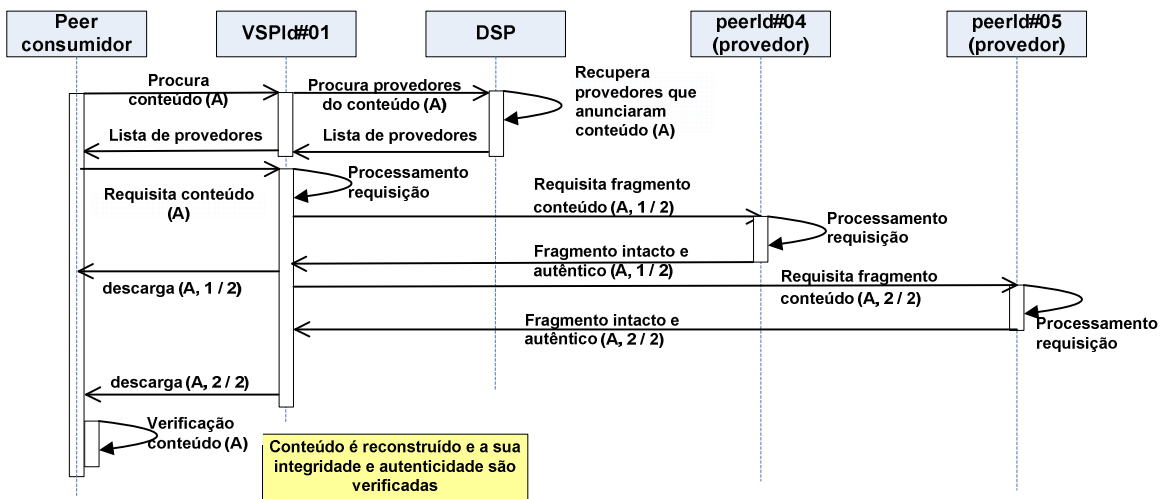 Peer
consumidor
VSPId#01
DSP
peerId#04
(provedor)
peerId#05
(provedor)
Procura
conteúdo (A)
Procura provedores
do conteúdo (A)
Recupera
provedores que
anunciaram
conteúdo (A)
Lista de provedores
Lista de provedores
Processamento
requisição
Requisita conteúdo
(A)
Requisita fragmento
conteúdo (A, 1 / 2)
Processamento
requisição
Fragmento intacto e
autêntico (A, 1 / 2)
descarga (A, 1 / 2)
Requisita fragmento
conteúdo (A, 2 / 2)
Processamento
requisição
Fragmento intacto e
autêntico (A, 2 / 2)
descarga (A, 2 / 2)
Verificação
conteúdo (A)
Conteúdo é reconstruído e a sua
integridade e autenticidade são
verificadas